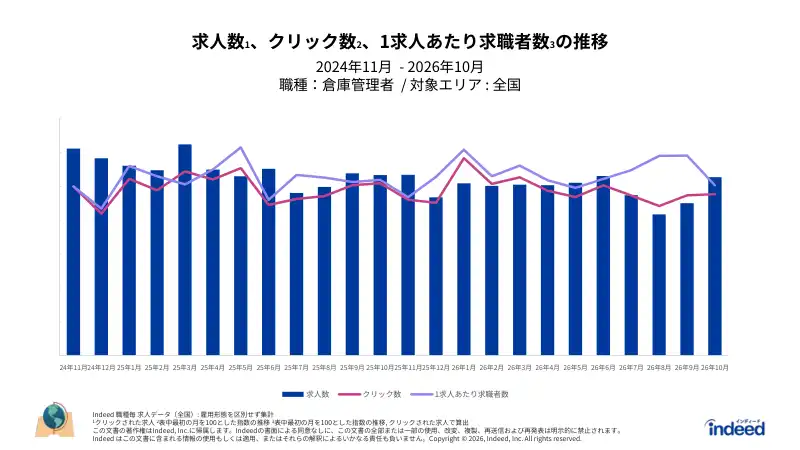 求人数1、クリック数2、1求人あたり求職者数3の推移
2024年11月 - 2026年10月
職種：倉庫管理者 / 対象エリア : 全国
24年11月 24年12月 25年1月 25年2月 25年3月 25年4月 25年5月 25年6月 25年7月 25年8月 25年9月 25年10月 25年11月 25年12月 26年1月 26年2月 26年3月 26年4月 26年5月 26年6月 26年7月 26年8月 26年9月 26年10月
求人数 クリック数 1求人あたり求職者数
Indeed 職種毎 求人データ（全国）: 雇用形態を区別せず集計
¹クリックされた求人 ²表中最初の月を100とした指数の推移 ³表中最初の月を100とした指数の推移, クリックされた求人で算出
この文書の著作権はIndeed, Inc.に帰属します。Indeedの書面による同意なしに、この文書の全部または一部の使用、改変、複製、再送信および再発表は明示的に禁止されます。
Indeed はこの文書に含まれる情報の使用もしくは適用、またはそれらの解釈によるいかなる責任も負いません。Copyright © 2026, Indeed, Inc. All rights reserved.
インディード
indeed